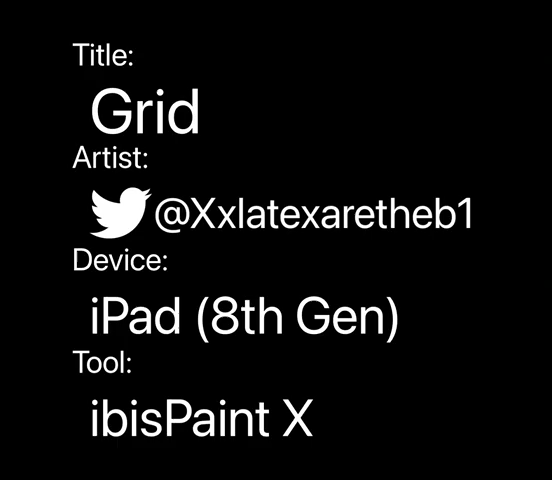 Title:
Grid
Artist:
@Xxlatexaretheb1
Device:
iPad (8th Gen)
Tool:
ibisPaint X